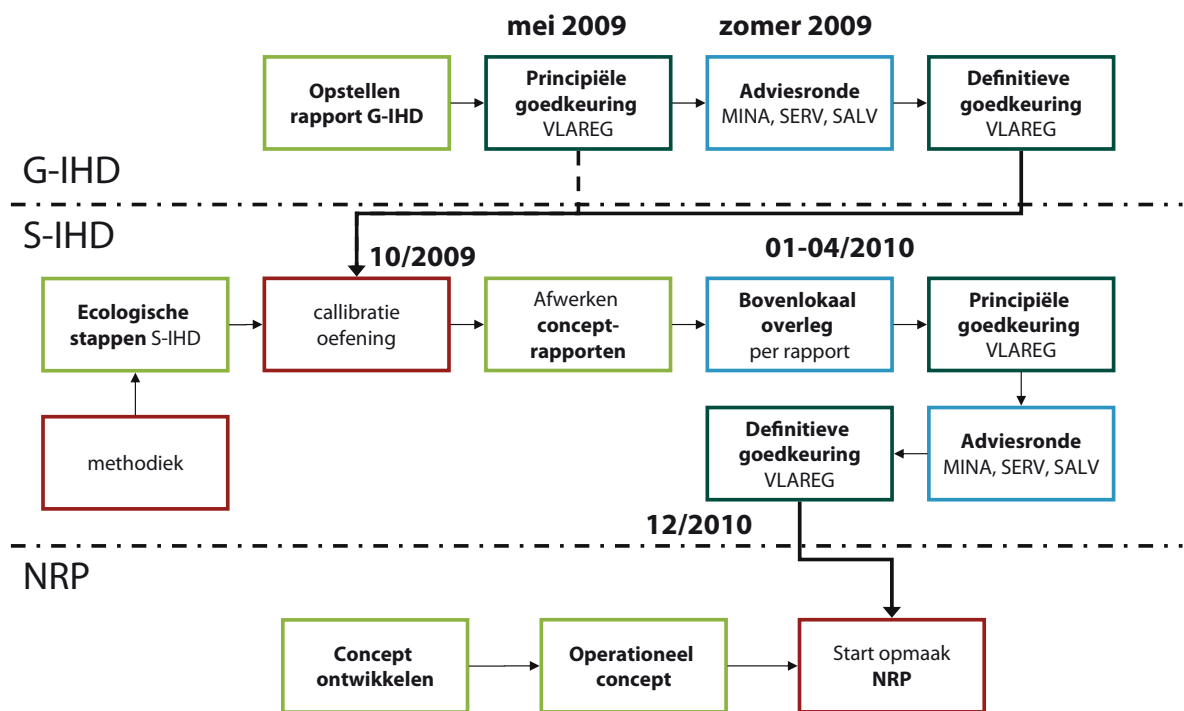 mei 2009
zomer 2009
Opstellen
rapport G-IHD
Principiële
goedkeuring
VLAREG
Adviesronde
MINA, SERV, SALV
Definitieve
goedkeuring
VLAREG
G-IHD
S-IHD
10/2009
01-04/2010
Ecologische
stappen S-IHD
callibratie
oefening
Afwerken
concept-
rapporten
Bovenlokaal
overleg
per rapport
Principiële
goedkeuring
VLAREG
methodiek
Definitieve
goedkeuring
VLAREG
Adviesronde
MINA, SERV, SALV
12/2010
NRP
Concept
ontwikkelen
Operationeel
concept
Start opmaak
NRP